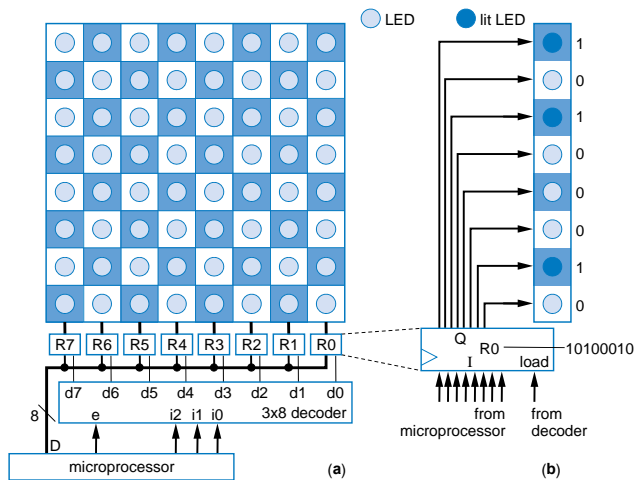 LED
lit LED
R7 R6 R5 R4 R3 R2 R1 R0
d7 d6 d5 d4 d3 d2 d1 d0
e i2 i1 i0 3x8 decoder
8
D
microprocessor
(a)
1
0
1
0
0
0
1
0
Q
R0 10100010
I load
from microprocessor
from decoder
(b)